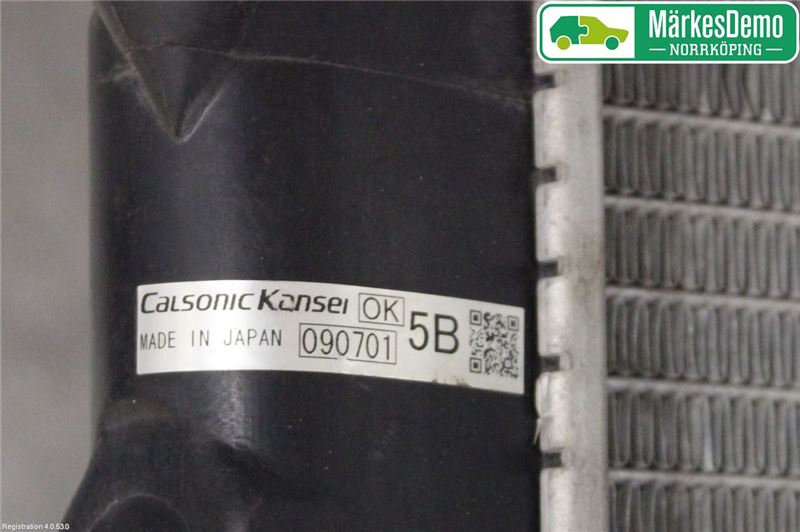 MärkesDemo
NORRKÖPING
CALSONIC KANSEI OK
5B
MADE IN JAPAN 090701
Registration 4.0.53.0